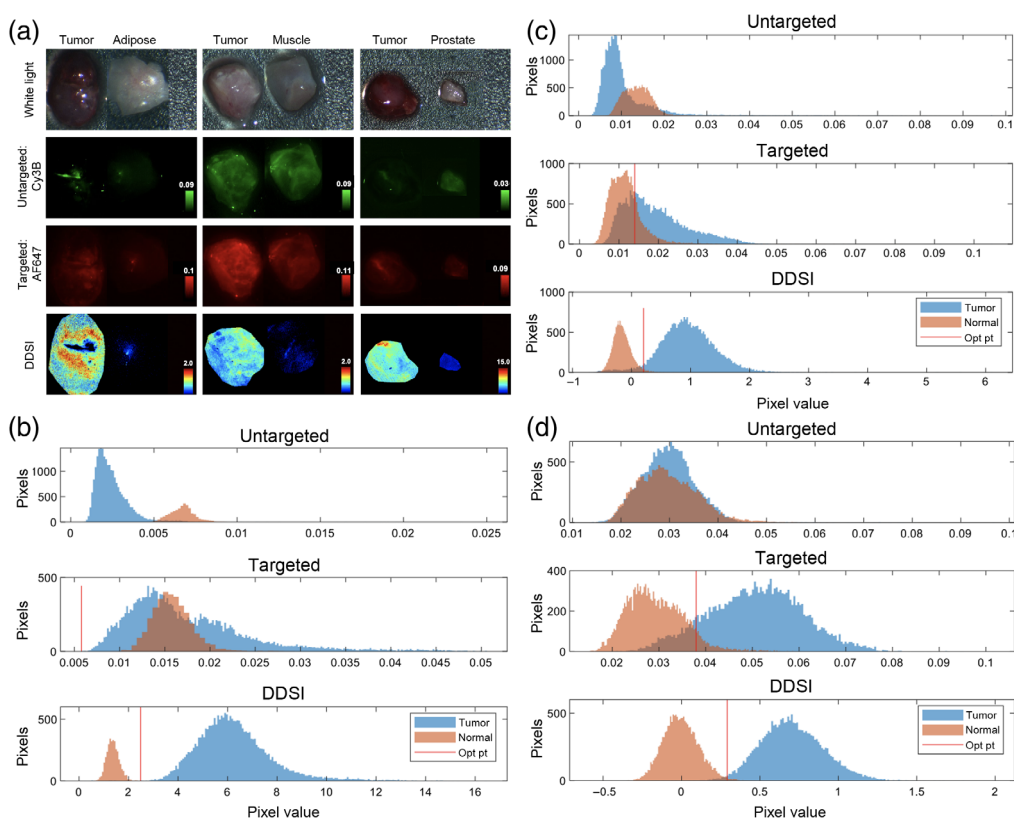 (a)
Tumor Adipose Tumor Muscle Tumor Prostate
White light
Untargeted:
Cy3B
0.09 0.09 0.03
Targeted:
AF647
0.1 0.11 0.09
DDSI
2.0 2.0 15.0
(b)
Untargeted
Pixels
1000
500
0
0 0.005 0.010 0.015 0.020 0.025
Targeted
Pixels
500
0
0.005 0.01 0.015 0.02 0.025 0.03 0.035 0.04 0.045 0.05
DDSI
Pixels
500
0
Tumor
Normal
Opt pt
0 2 4 6 8 10 12 14 16
Pixel value
(c)
Untargeted
Pixels
1000
500
0
0 0.01 0.02 0.03 0.04 0.05 0.06 0.07 0.08 0.09 0.1
Targeted
Pixels
1000
500
0
0 0.01 0.02 0.03 0.04 0.05 0.06 0.07 0.08 0.09 0.1
DDSI
Pixels
1000
500
0
Tumor
Normal
Opt pt
−1 0 1 2 3 4 5 6
Pixel value
(d)
Untargeted
Pixels
500
0
0.01 0.02 0.03 0.04 0.05 0.06 0.07 0.08 0.09 0.1
Targeted
Pixels
400
200
0
0.02 0.03 0.04 0.05 0.06 0.07 0.08 0.09 0.1
DDSI
Pixels
500
0
Tumor
Normal
Opt pt
−0.5 0 0.5 1 1.5 2
Pixel value